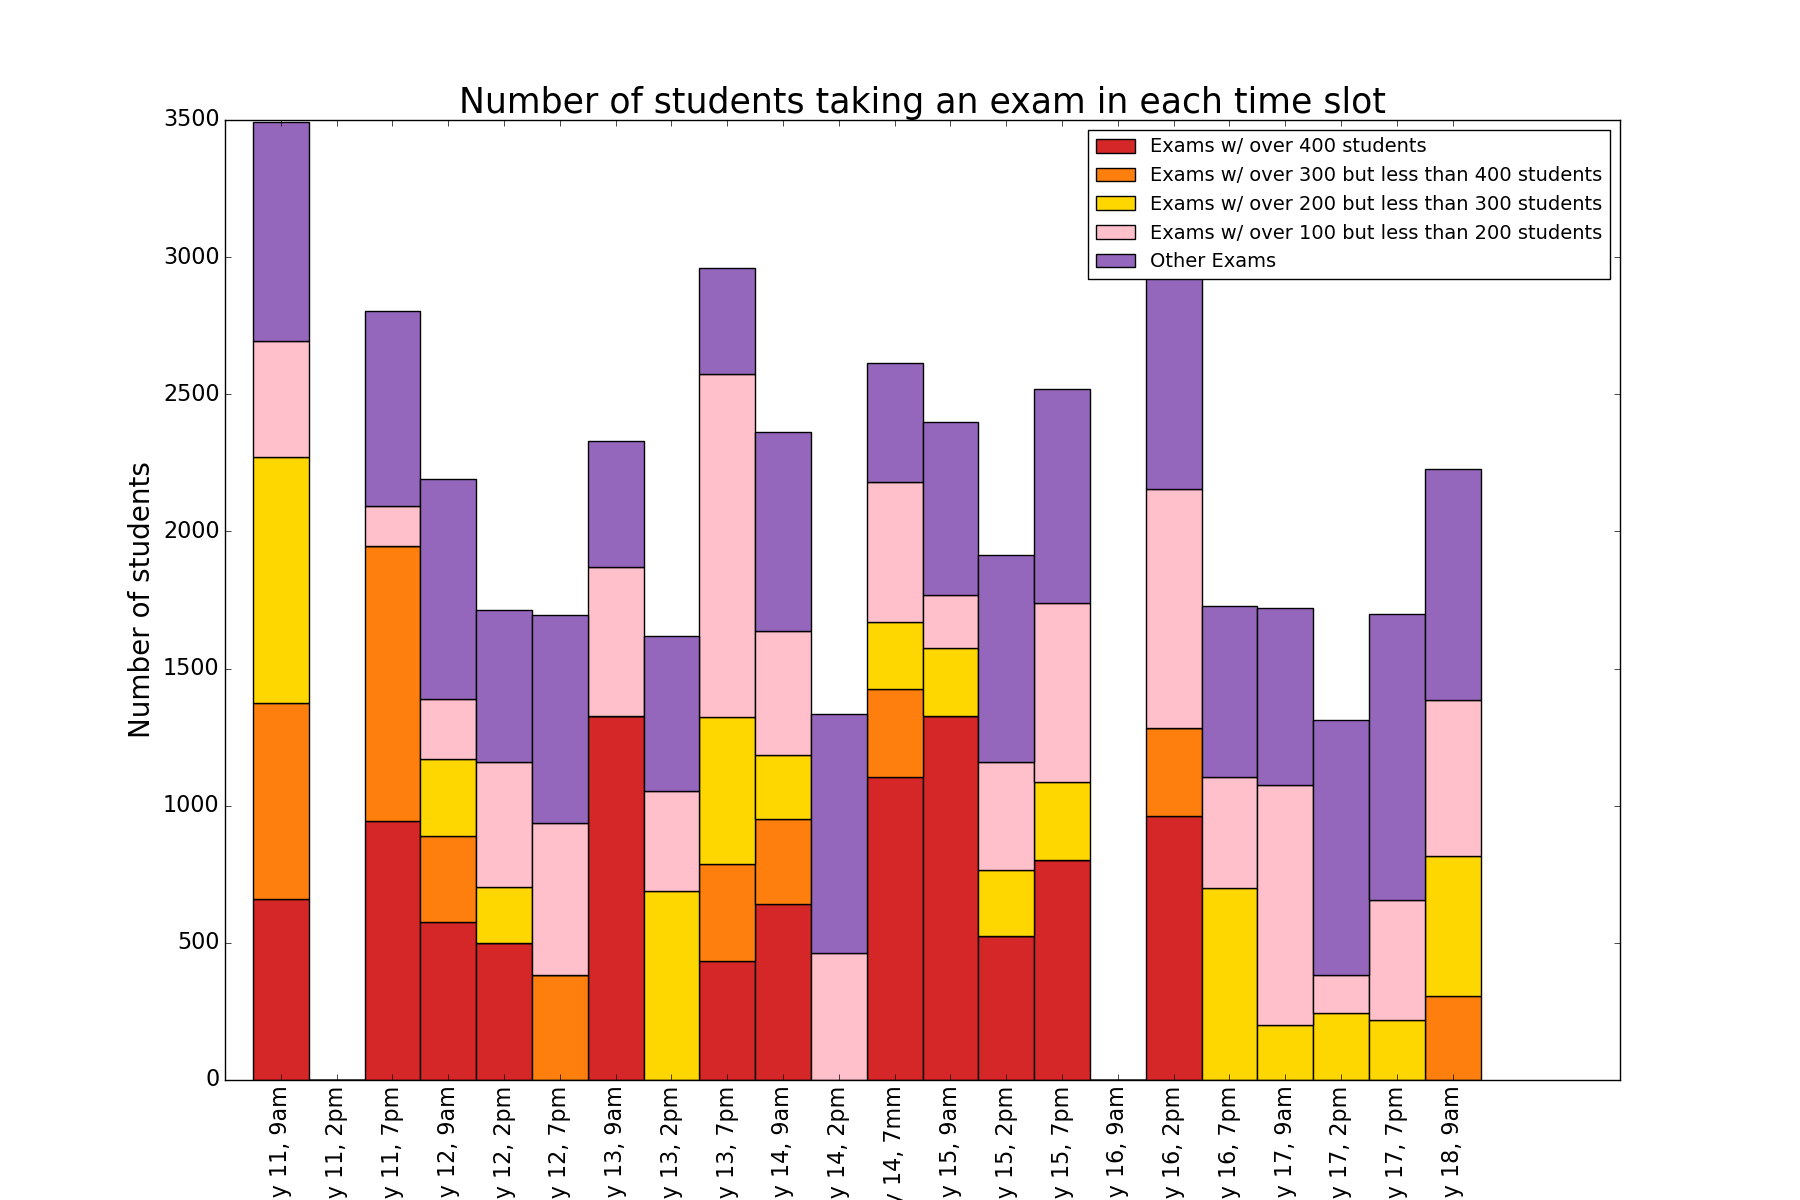 Number of students taking an exam in each time slot
Exams w/ over 400 students
Exams w/ over 300 but less than 400 students
Exams w/ over 200 but less than 300 students
Exams w/ over 100 but less than 200 students
Other Exams
Number of students
3500
3000
2500
2000
1500
1000
500
0
y 11, 9am
y 11, 2pm
y 11, 7pm
y 12, 9am
y 12, 2pm
y 12, 7pm
y 13, 9am
y 13, 2pm
y 13, 7pm
y 14, 9am
y 14, 2pm
y 14, 7mm
y 15, 9am
y 15, 2pm
y 15, 7pm
y 16, 9am
y 16, 2pm
y 16, 7pm
y 17, 9am
y 17, 2pm
y 17, 7pm
y 18, 9am